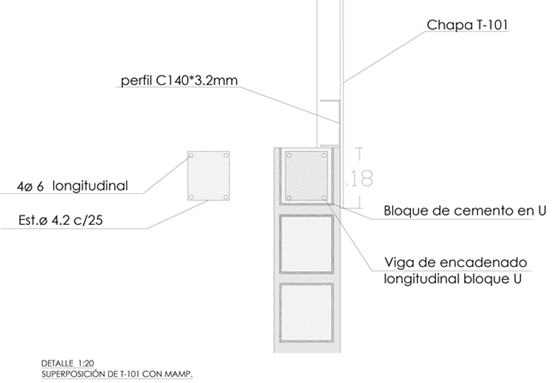 Chapa T-101
perfil C140*3.2mm
.18
4ø 6 longitudinal
Est.ø 4.2 c/25
Bloque de cemento en U
Viga de encadenado
longitudinal bloque U
DETALLE 1:20
SUPERPOSICIÓN DE T-101 CON MAMP.